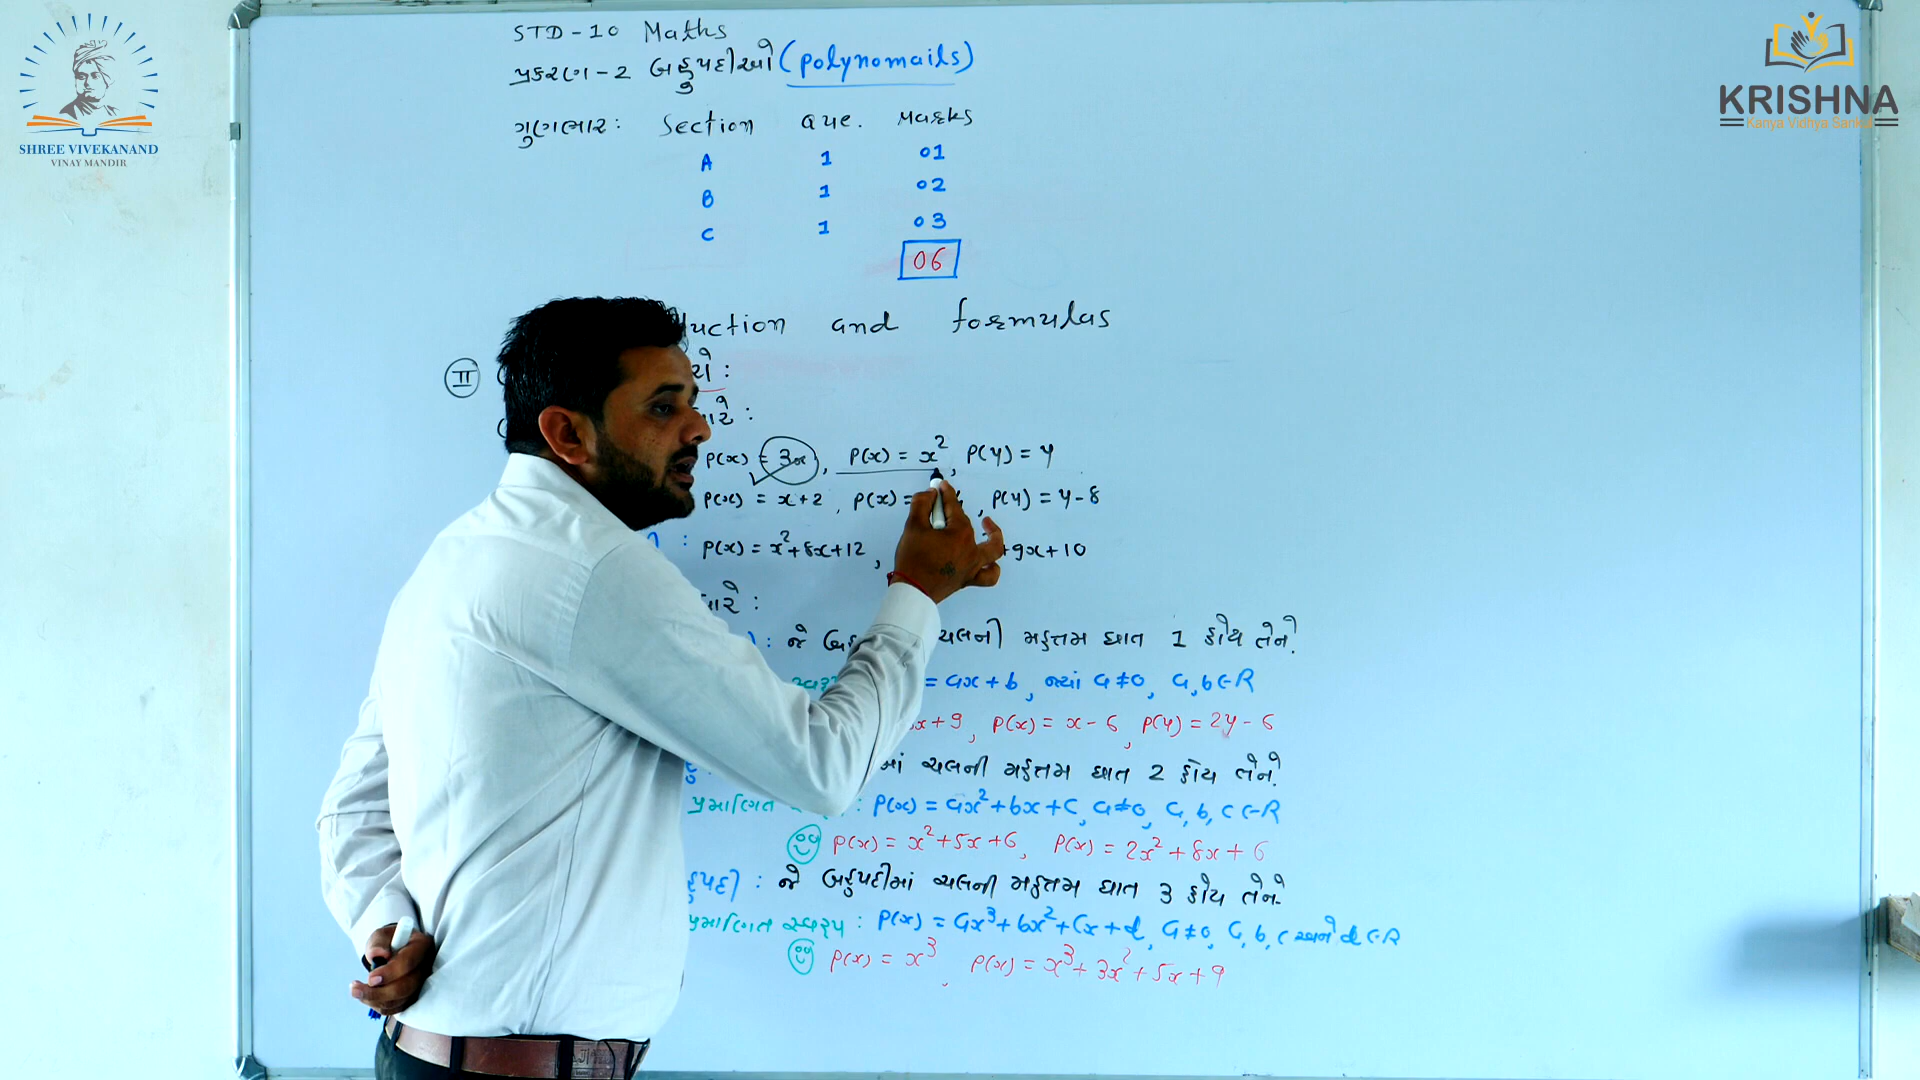 SHREE VIVEKANAND
VINAY MANDIR
KRISHNA
Kanya Vidhya Sankul
STD - 10 Maths
પ્રકરણ - 2 બહુપદીઓ (polynomails)
ગુણભાર : Section Que. Marks
A 1 01
B 1 02
C 1 03
06
uction and formulas
II
P(x) = 3x, P(x) = x², P(y) = y
P(x) = x+2, P(x) = , P(y) = y-8
: P(x) = x²+8x+12, +9x+10
: જે ચલની મહત્તમ ઘાત 1 હોય તેને.
= ax+b, જ્યાં a≠0, a, b∈R
x+9, P(x) = x-6, P(y) = 2y-6
માં ચલની મહત્તમ ઘાત 2 હોય તેને.
પ્રમાણિત : P(x) = ax²+bx+c, a≠0, a, b, c∈R
P(x) = x²+5x+6, P(x) = 2x²+8x+6
: જે બહુપદીમાં ચલની મહત્તમ ઘાત 3 હોય તેને.
પ્રમાણિત સ્વરૂપ : P(x) = ax³+bx²+cx+d, a≠0, a, b, c અને d∈R
P(x) = x³, P(x) = x³+3x²+5x+9